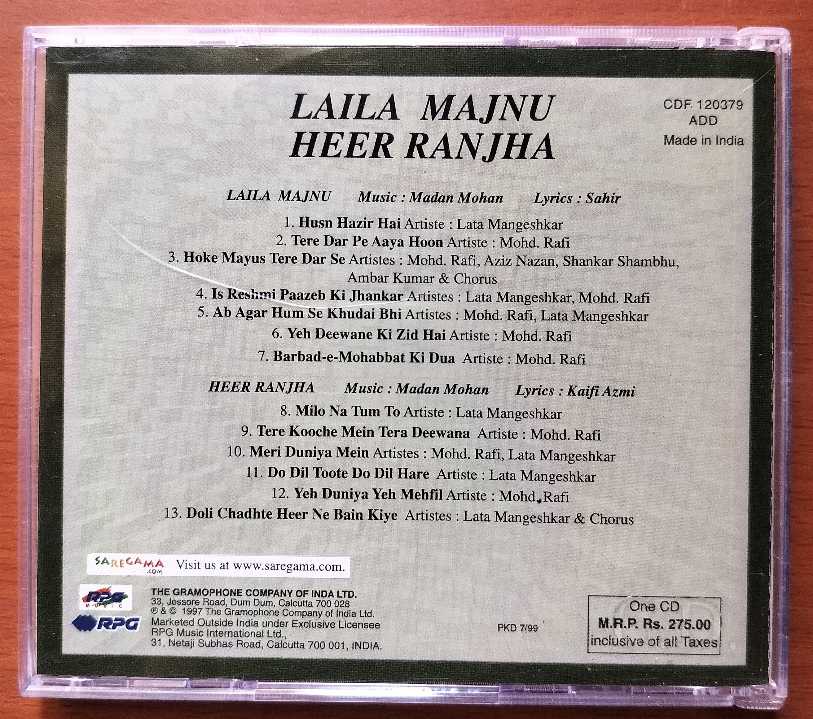 LAILA MAJNU
HEER RANJHA
CDF 120379
ADD
Made in India
LAILA MAJNU Music : Madan Mohan Lyrics : Sahir
1. Husn Hazir Hai Artiste : Lata Mangeshkar
2. Tere Dar Pe Aaya Hoon Artiste : Mohd. Rafi
3. Hoke Mayus Tere Dar Se Artistes : Mohd. Rafi, Aziz Nazan, Shankar Shambhu,
Ambar Kumar & Chorus
4. Is Reshmi Paazeb Ki Jhankar Artistes : Lata Mangeshkar, Mohd. Rafi
5. Ab Agar Hum Se Khudai Bhi Artistes : Mohd. Rafi, Lata Mangeshkar
6. Yeh Deewane Ki Zid Hai Artiste : Mohd. Rafi
7. Barbad-e-Mohabbat Ki Dua Artiste : Mohd. Rafi
HEER RANJHA Music : Madan Mohan Lyrics : Kaifi Azmi
8. Milo Na Tum To Artiste : Lata Mangeshkar
9. Tere Kooche Mein Tera Deewana Artiste : Mohd. Rafi
10. Meri Duniya Mein Artistes : Mohd. Rafi, Lata Mangeshkar
11. Do Dil Toote Do Dil Hare Artiste : Lata Mangeshkar
12. Yeh Duniya Yeh Mehfil Artiste : Mohd. Rafi
13. Doli Chadhte Heer Ne Bain Kiye Artistes : Lata Mangeshkar & Chorus
SAREGAMA .COM Visit us at www.saregama.com.
RPG MUSIC
RPG
THE GRAMOPHONE COMPANY OF INDA LTD.
33, Jessore Road, Dum Dum, Calcutta 700 028
℗ & © 1997 The Gramophone Company of India Ltd.
Marketed Outside India under Exclusive Licensee
RPG Music International Ltd.,
31, Netaji Subhas Road, Calcutta 700 001, INDIA.
PKD 7/99
One CD
M.R.P. Rs. 275.00
inclusive of all Taxes